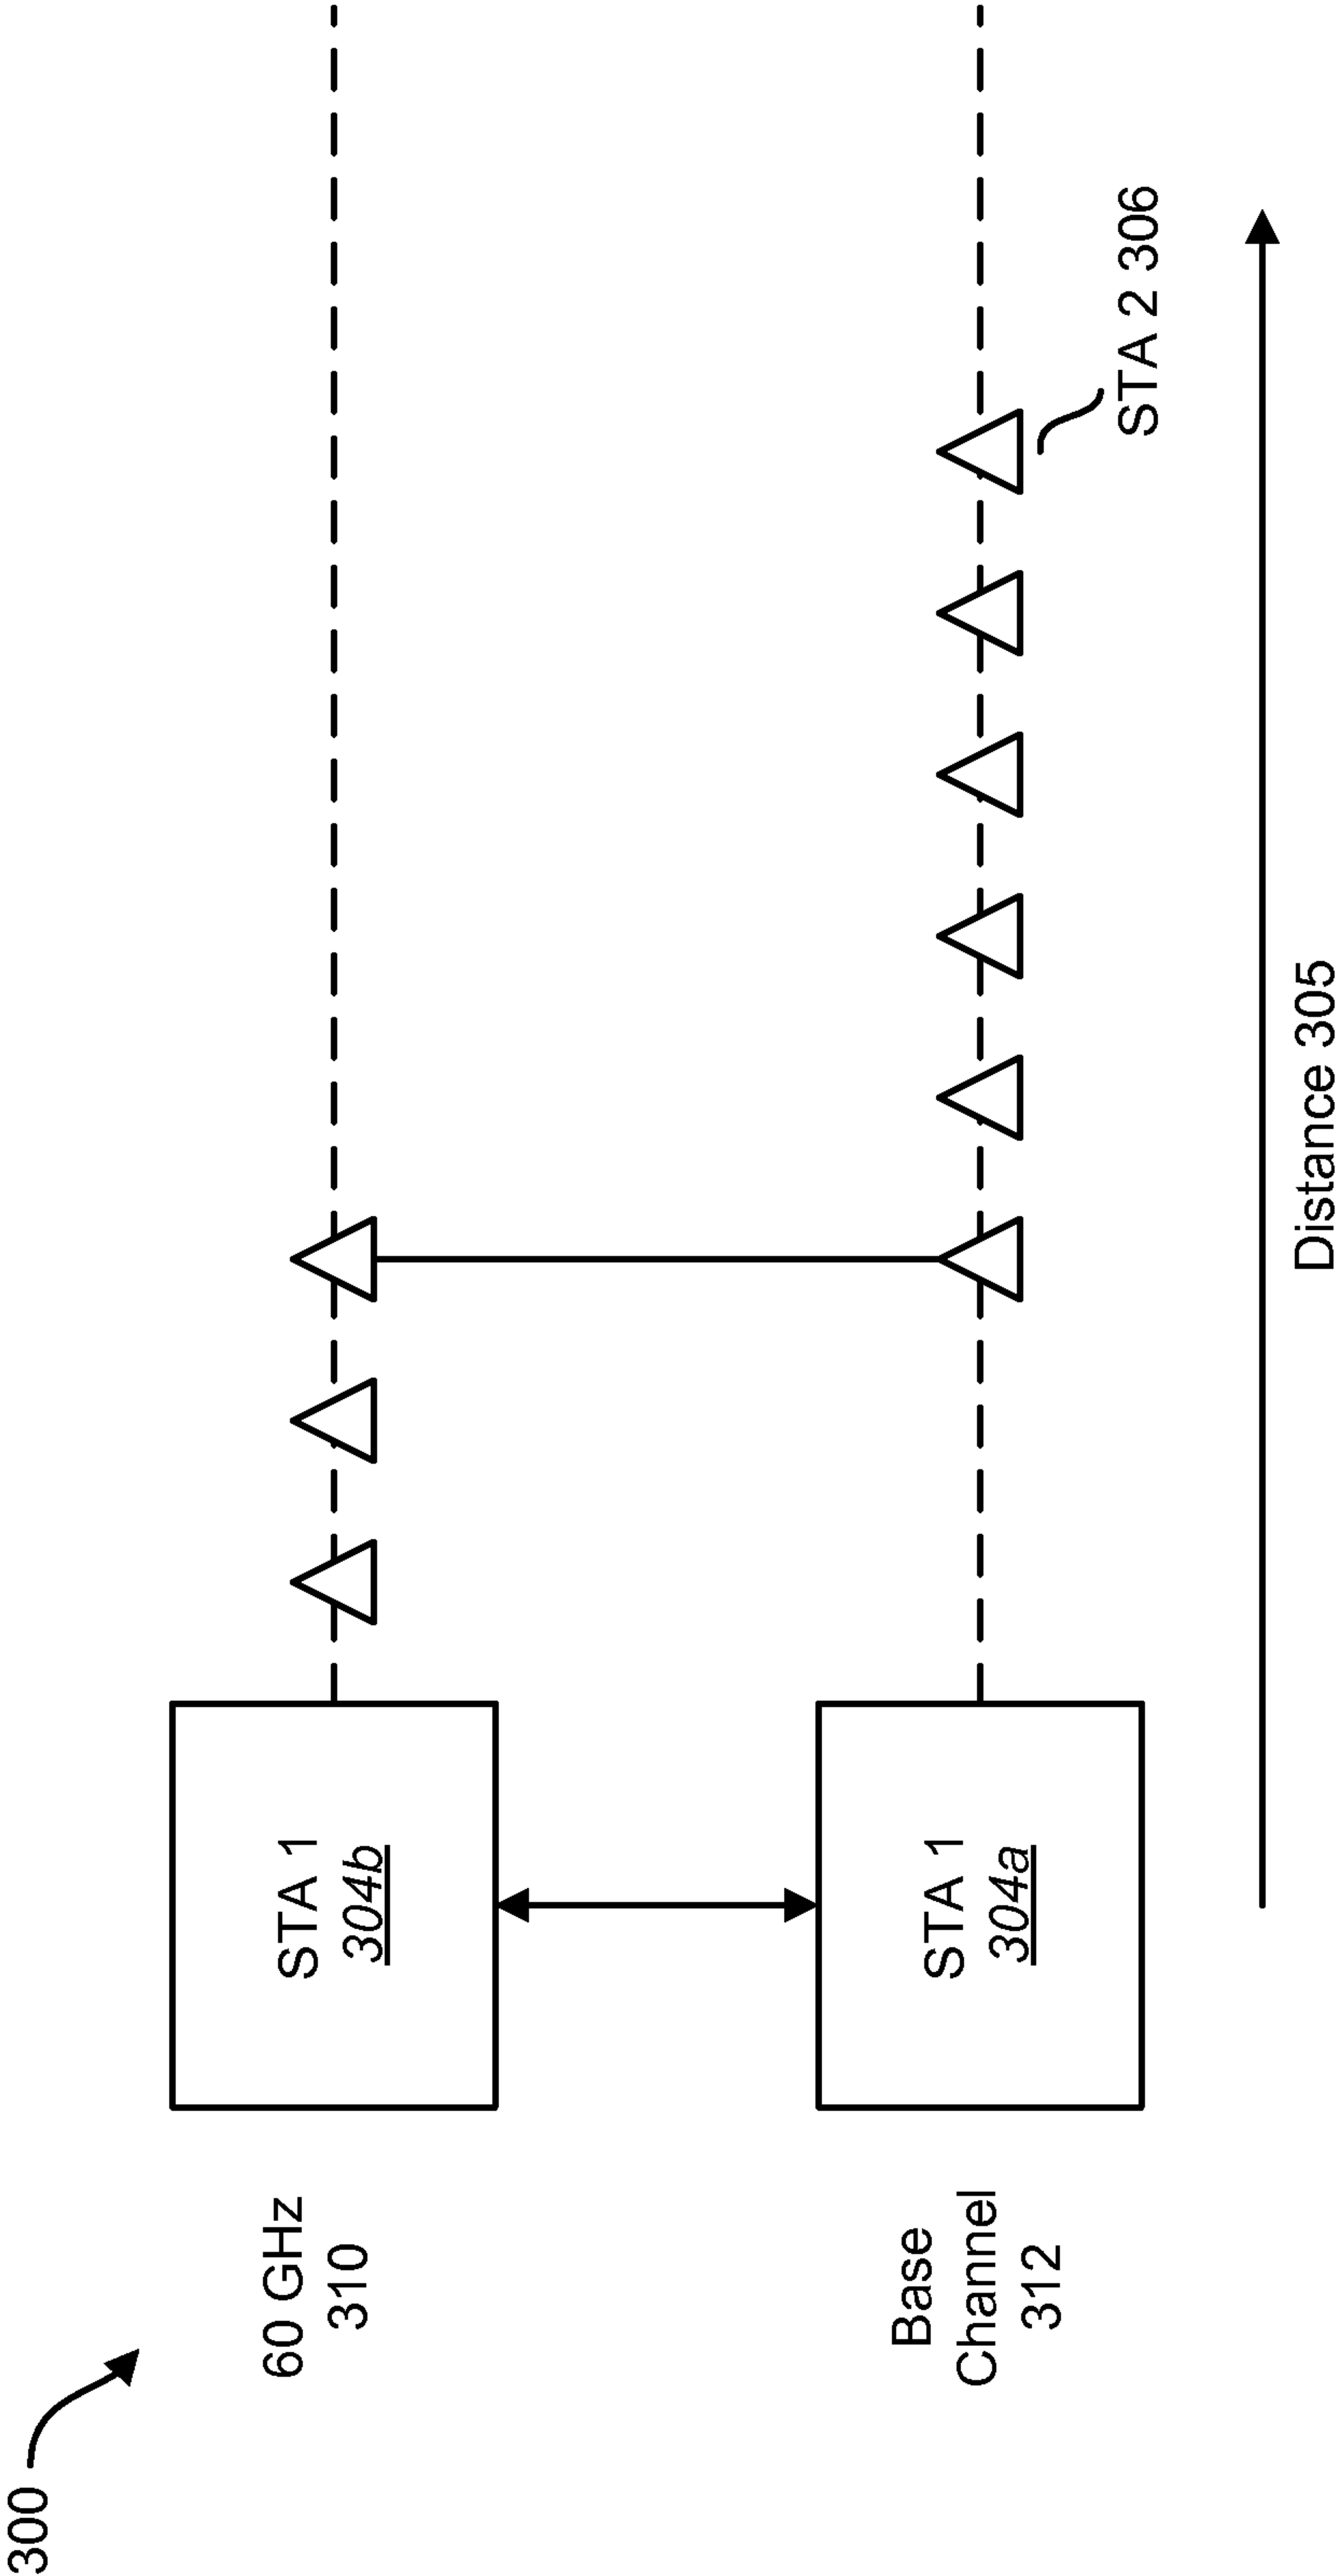 300
60 GHz
310
STA 1
304b
Base
Channel
312
STA 1
304a
STA 2 306
Distance 305